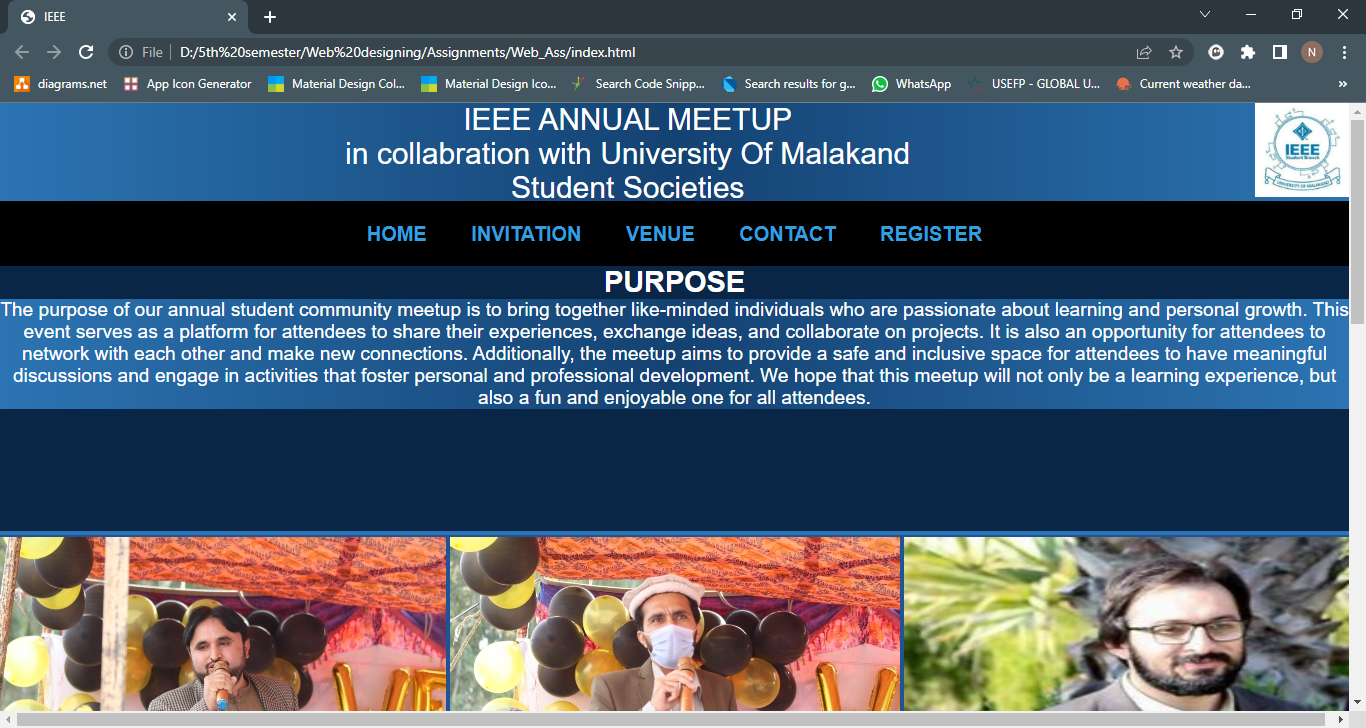 IEEE
File
D:/5th%20semester/Web%20designing/Assignments/Web_Ass/index.html
N
diagrams.net
App Icon Generator
Material Design Col...
Material Design Ico...
Search Code Snipp...
Search results for g...
WhatsApp
USEFP - GLOBAL U...
Current weather da...
»
IEEE ANNUAL MEETUP
in collabration with University Of Malakand
Student Societies
IEEE
Student Branch
UNIVERSITY OF MALAKAND
HOME INVITATION VENUE CONTACT REGISTER
PURPOSE
The purpose of our annual student community meetup is to bring together like-minded individuals who are passionate about learning and personal growth. This
event serves as a platform for attendees to share their experiences, exchange ideas, and collaborate on projects. It is also an opportunity for attendees to
network with each other and make new connections. Additionally, the meetup aims to provide a safe and inclusive space for attendees to have meaningful
discussions and engage in activities that foster personal and professional development. We hope that this meetup will not only be a learning experience, but
also a fun and enjoyable one for all attendees.